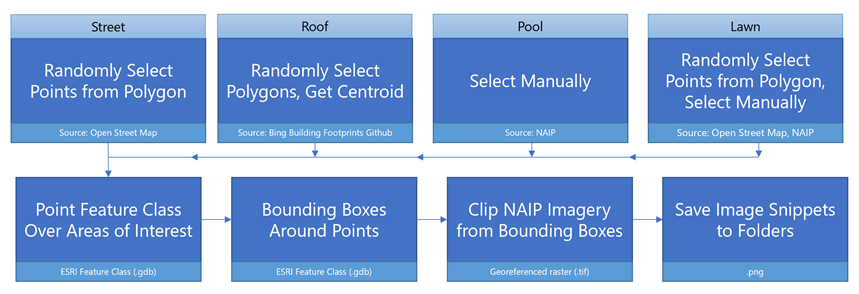 Street
Randomly Select
Points from Polygon
Source: Open Street Map
Roof
Randomly Select
Polygons, Get Centroid
Source: Bing Building Footprints Github
Pool
Select Manually
Source: NAIP
Lawn
Randomly Select
Points from Polygon,
Select Manually
Source: Open Street Map, NAIP
Point Feature Class
Over Areas of Interest
ESRI Feature Class (.gdb)
Bounding Boxes
Around Points
ESRI Feature Class (.gdb)
Clip NAIP Imagery
from Bounding Boxes
Georeferenced raster (.tif)
Save Image Snippets
to Folders
.png